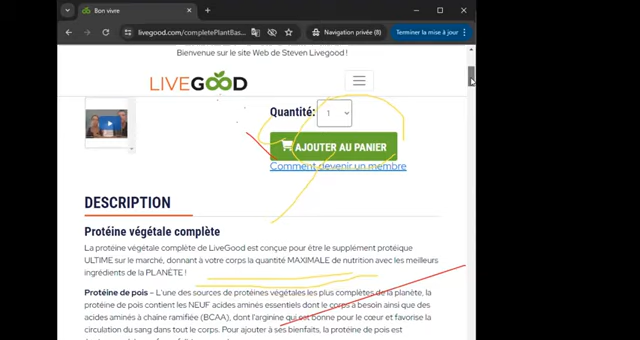 Bon vivre
livegood.com/completePlantBas...
Navigation privée (8)
Terminer la mise à jour
Bienvenue sur le site Web de Steven Livegood !
LIVEGOOD
Quantité: 1
AJOUTER AU PANIER
Comment devenir un membre
DESCRIPTION
Protéine végétale complète
La protéine végétale complète de LiveGood est conçue pour être le supplément protéique
ULTIME sur le marché, donnant à votre corps la quantité MAXIMALE de nutrition avec les meilleurs
ingrédients de la PLANÈTE !
Protéine de pois – L'une des sources de protéines végétales les plus complètes de la planète, la
protéine de pois contient les NEUF acides aminés essentiels dont le corps a besoin ainsi que des
acides aminés à chaîne ramifiée (BCAA), dont l'arginine qui est bonne pour le cœur et favorise la
circulation du sang dans tout le corps. Pour ajouter à ses bienfaits, la protéine de pois est